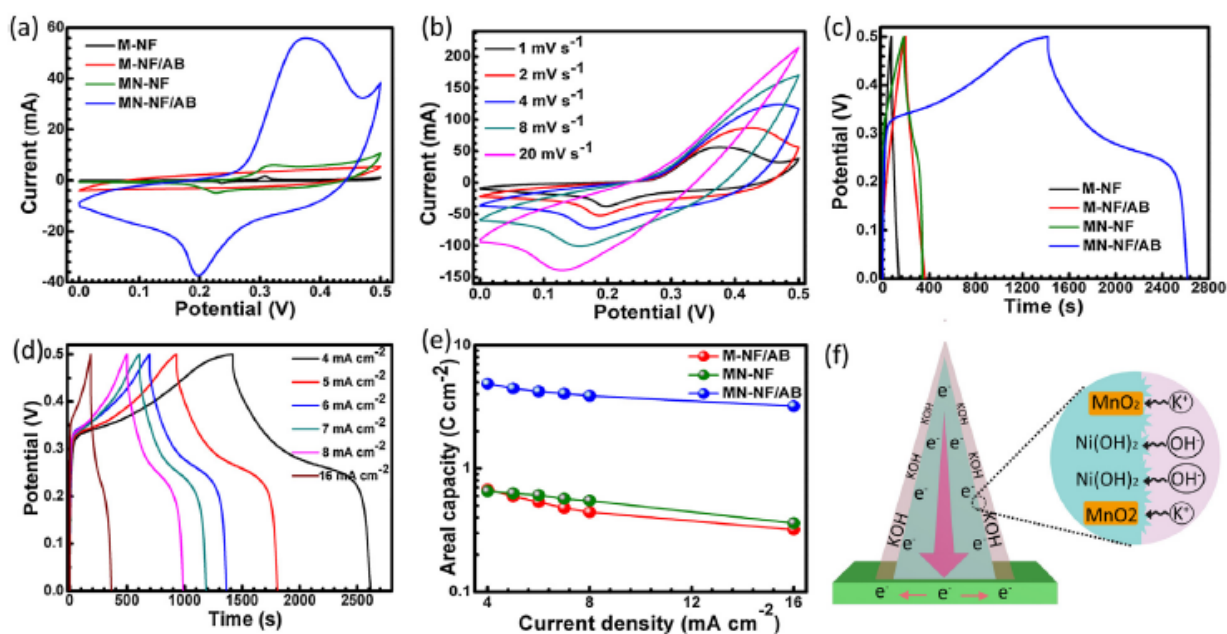 (a)
M-NF
M-NF/AB
MN-NF
MN-NF/AB
Current (mA)
60
40
20
0
-20
-40
0.0 0.1 0.2 0.3 0.4 0.5
Potential (V)
(b)
1 mV s⁻¹
2 mV s⁻¹
4 mV s⁻¹
8 mV s⁻¹
20 mV s⁻¹
Current (mA)
200
150
100
50
0
-50
-100
-150
0.0 0.1 0.2 0.3 0.4 0.5
Potential (V)
(c)
M-NF
M-NF/AB
MN-NF
MN-NF/AB
Potential (V)
0.5
0.4
0.3
0.2
0.1
0.0
0 400 800 1200 1600 2000 2400 2800
Time (s)
(d)
4 mA cm⁻²
5 mA cm⁻²
6 mA cm⁻²
7 mA cm⁻²
8 mA cm⁻²
16 mA cm⁻²
Potential (V)
0.5
0.4
0.3
0.2
0.1
0.0
0 500 1000 1500 2000 2500
Time (s)
(e)
M-NF/AB
MN-NF
MN-NF/AB
Areal capacity (C cm⁻²)
10
1
0.1
4 6 8 16
Current density (mA cm⁻²)
(f)
e⁻
KOH KOH
e⁻ e⁻
KOH KOH
e⁻ e⁻
KOH KOH
e⁻ e⁻
e⁻ e⁻ e⁻
MnO₂ K⁺
Ni(OH)₂ OH⁻
Ni(OH)₂ OH⁻
MnO2 K⁺